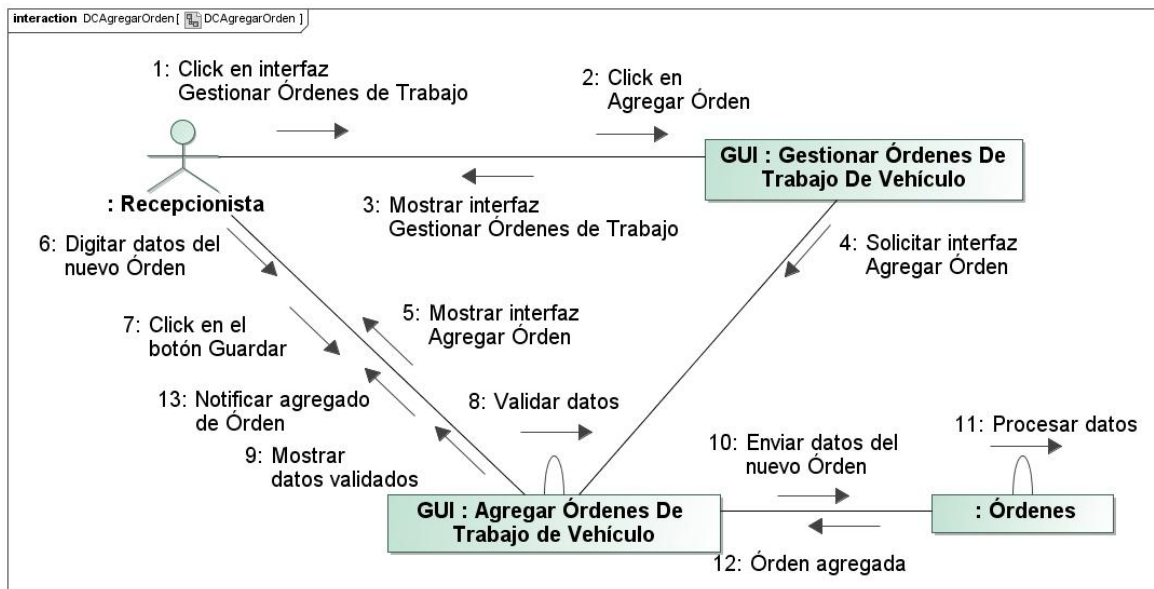 interaction DCAgregarOrden [ DCAgregarOrden ]
1: Click en interfaz
Gestionar Órdenes de Trabajo
2: Click en
Agregar Órden
GUI : Gestionar Órdenes De
Trabajo De Vehículo
: Recepcionista
3: Mostrar interfaz
Gestionar Órdenes de Trabajo
6: Digitar datos del
nuevo Órden
4: Solicitar interfaz
Agregar Órden
5: Mostrar interfaz
Agregar Órden
7: Click en el
botón Guardar
13: Notificar agregado
de Órden
8: Validar datos
9: Mostrar
datos validados
10: Enviar datos del
nuevo Órden
11: Procesar datos
GUI : Agregar Órdenes De
Trabajo de Vehículo
: Órdenes
12: Órden agregada